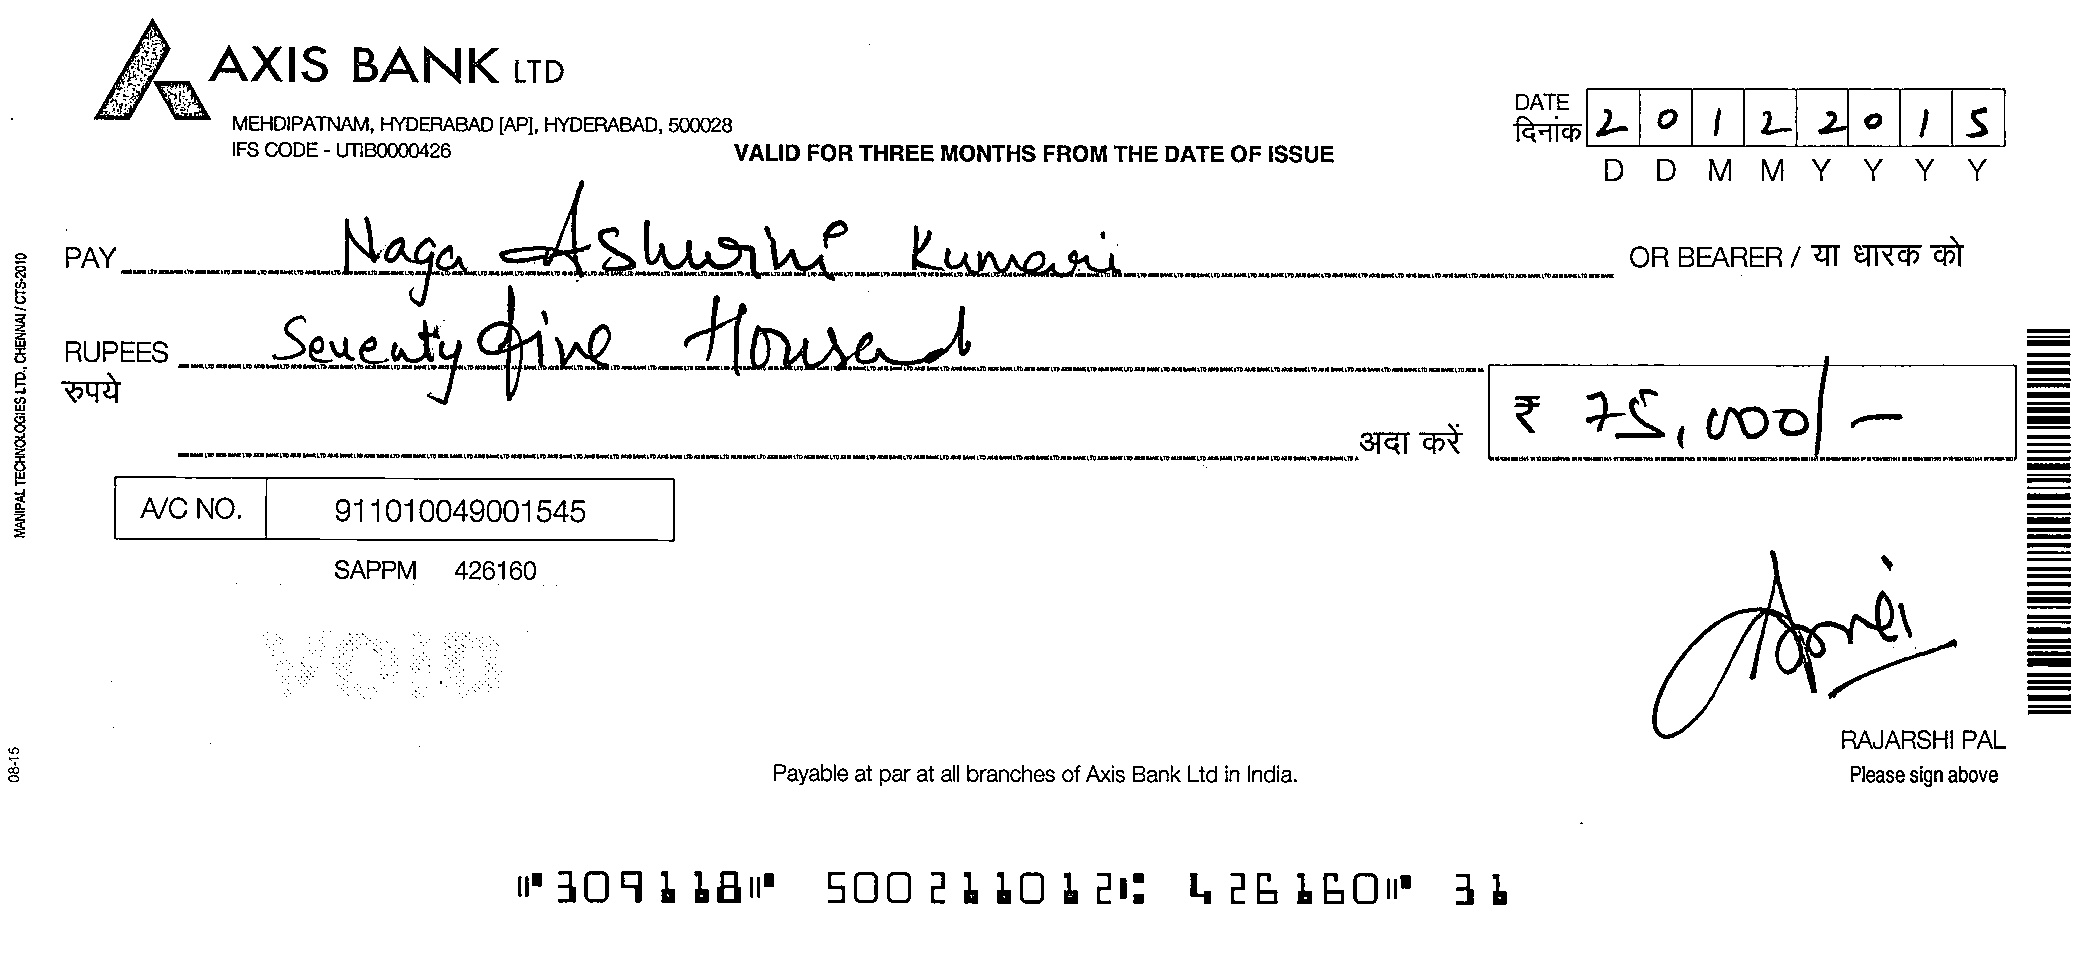 AXIS BANK LTD
MEHDIPATNAM, HYDERABAD [AP], HYDERABAD, 500028
IFS CODE - UTIB0000426
VALID FOR THREE MONTHS FROM THE DATE OF ISSUE
DATE दिनांक 2 0 1 2 2 0 1 5
D D M M Y Y Y Y
PAY Naga Kumari OR BEARER / या धारक को
RUPEES रुपये Seventy five Housand
अदा करें ₹ 75,000/-
A/C NO. 911010049001545
SAPPM 426160
VOID
RAJARSHI PAL
Please sign above
Payable at par at all branches of Axis Bank Ltd in India.
⑈309118⑈ 500211012⑆ 426160⑈ 31
MANIPAL TECHNOLOGIES LTD., CHENNAI / CTS-2010
08-15